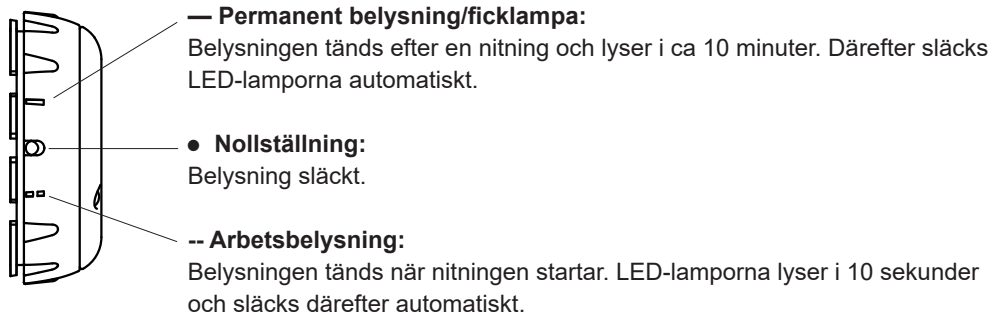 — Permanent belysning/ficklampa:
Belysningen tänds efter en nitning och lyser i ca 10 minuter. Därefter släcks
LED-lamporna automatiskt.
● Nollställning:
Belysning släckt.
-- Arbetsbelysning:
Belysningen tänds när nitningen startar. LED-lamporna lyser i 10 sekunder
och släcks därefter automatiskt.